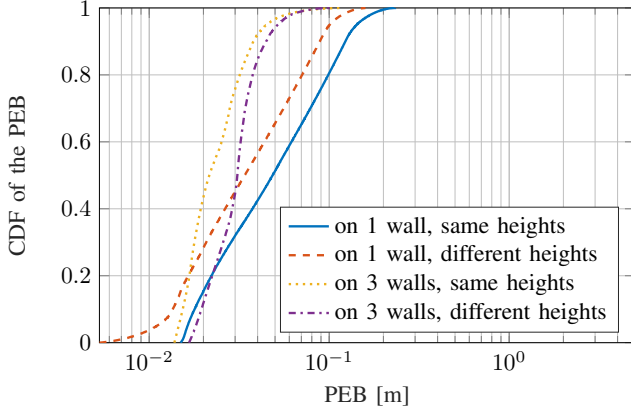 1
0.8
0.6
0.4
0.2
0
CDF of the PEB
on 1 wall, same heights
on 1 wall, different heights
on 3 walls, same heights
on 3 walls, different heights
10⁻² 10⁻¹ 10⁰
PEB [m]